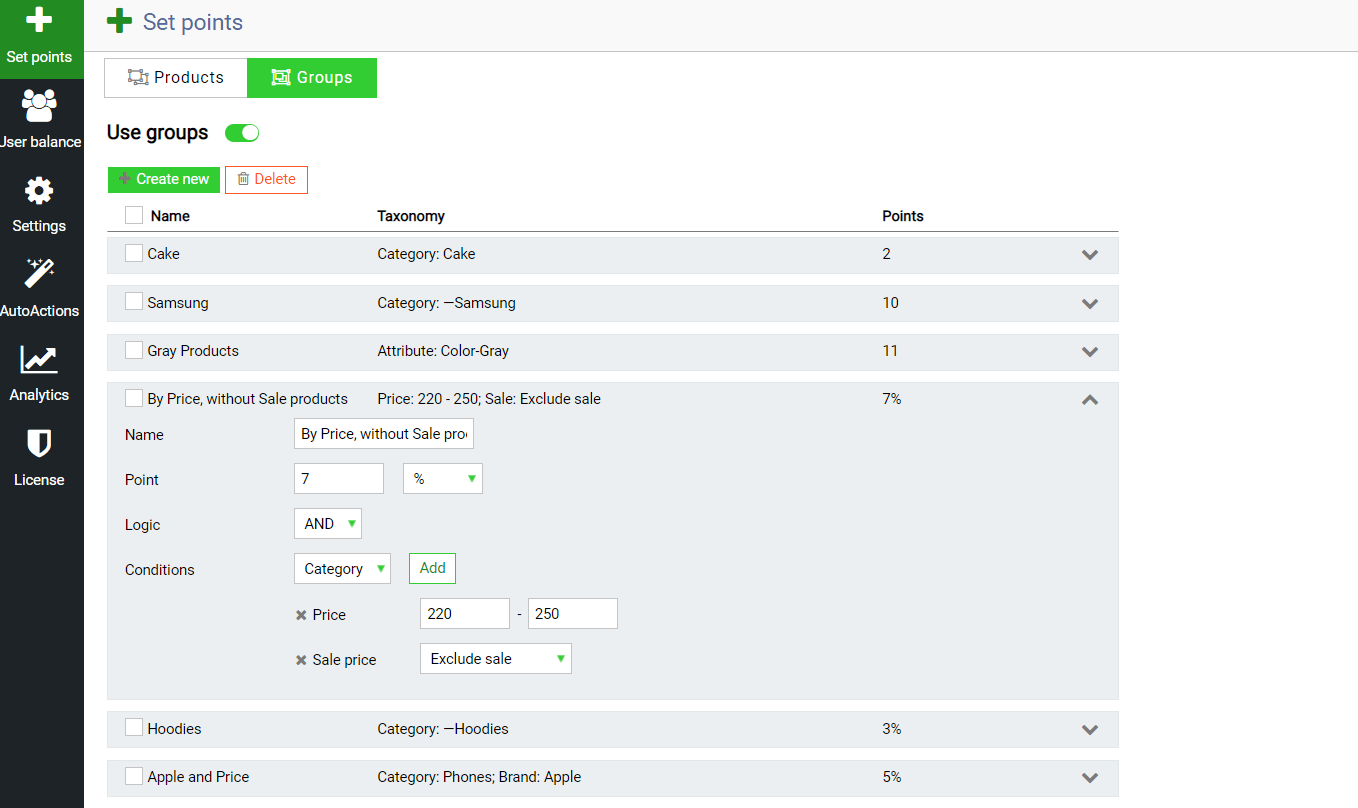 Set points
Set points
User balance
Settings
AutoActions
Analytics
License
Products Groups
Use groups
Create new Delete
Name Taxonomy Points
Cake Category: Cake 2
Samsung Category: —Samsung 10
Gray Products Attribute: Color-Gray 11
By Price, without Sale products Price: 220 - 250; Sale: Exclude sale 7%
Name By Price, without Sale pro
Point 7 %
Logic AND
Conditions Category Add
Price 220 - 250
Sale price Exclude sale
Hoodies Category: —Hoodies 3%
Apple and Price Category: Phones; Brand: Apple 5%